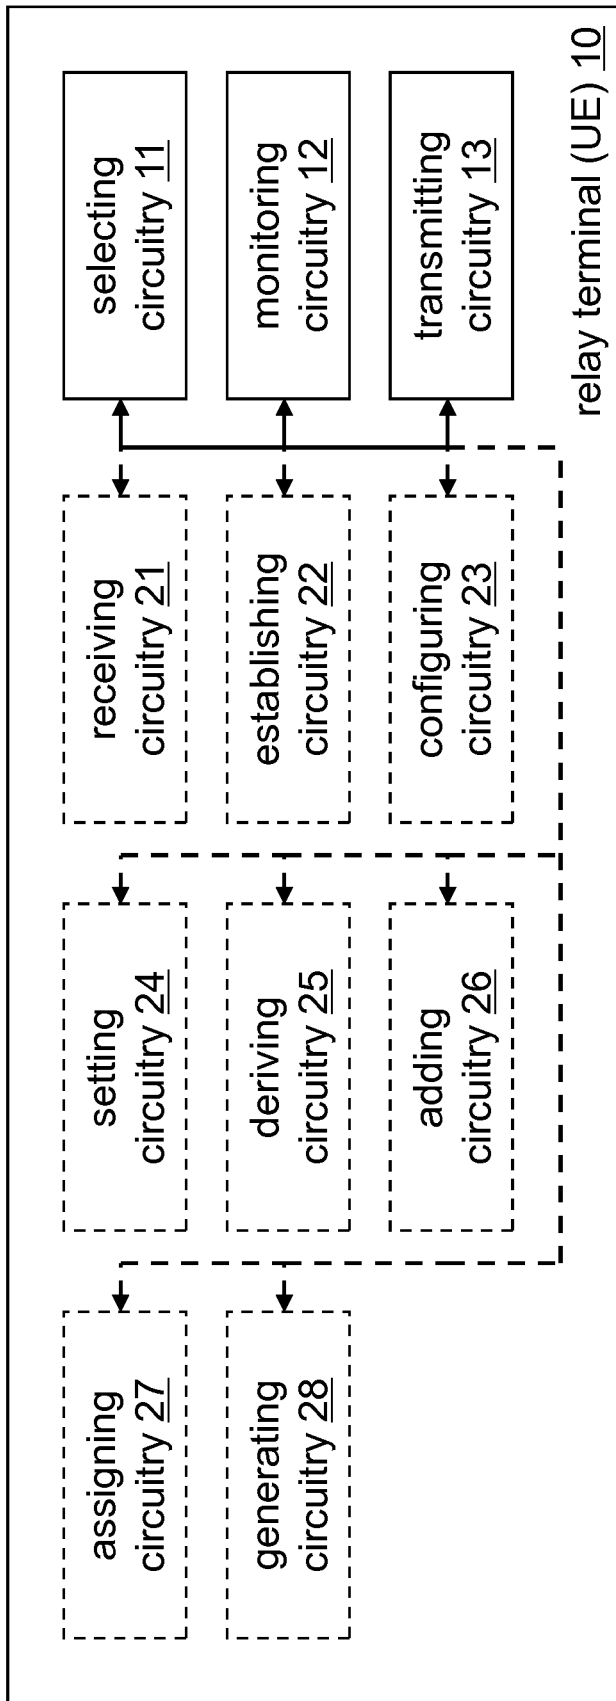 selecting
circuitry 11
monitoring
circuitry 12
transmitting
circuitry 13
receiving
circuitry 21
establishing
circuitry 22
configuring
circuitry 23
setting
circuitry 24
deriving
circuitry 25
adding
circuitry 26
assigning
circuitry 27
generating
circuitry 28
relay terminal (UE) 10